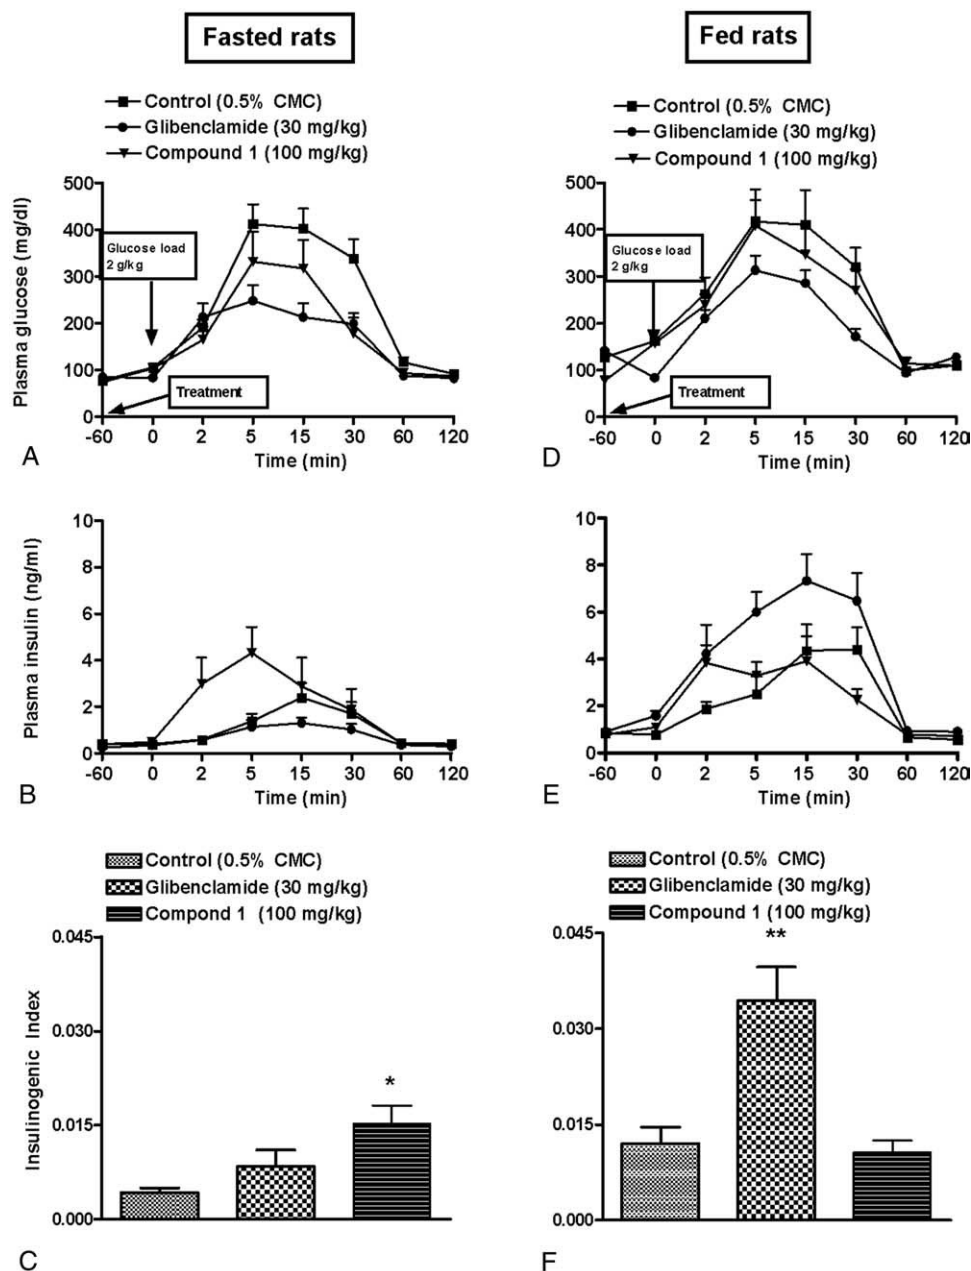 Fasted rats
Control (0.5% CMC)
Glibenclamide (30 mg/kg)
Compound 1 (100 mg/kg)
Plasma glucose (mg/dl)
500
400
300
200
100
0
Glucose load
2 g/kg
Treatment
-60 0 2 5 15 30 60 120
Time (min)
A
Fed rats
Control (0.5% CMC)
Glibenclamide (30 mg/kg)
Compound 1 (100 mg/kg)
500
400
300
200
100
0
Glucose load
2 g/kg
Treatment
-60 0 2 5 15 30 60 120
Time (min)
D
Plasma insulin (ng/ml)
10
8
6
4
2
0
-60 0 2 5 15 30 60 120
Time (min)
B
10
8
6
4
2
0
-60 0 2 5 15 30 60 120
Time (min)
E
Control (0.5% CMC)
Glibenclamide (30 mg/kg)
Compond 1 (100 mg/kg)
Insulinogenic Index
0.045
0.030
0.015
0.000
*
C
Control (0.5% CMC)
Glibenclamide (30 mg/kg)
Compound 1 (100 mg/kg)
0.045
0.030
0.015
0.000
**
F